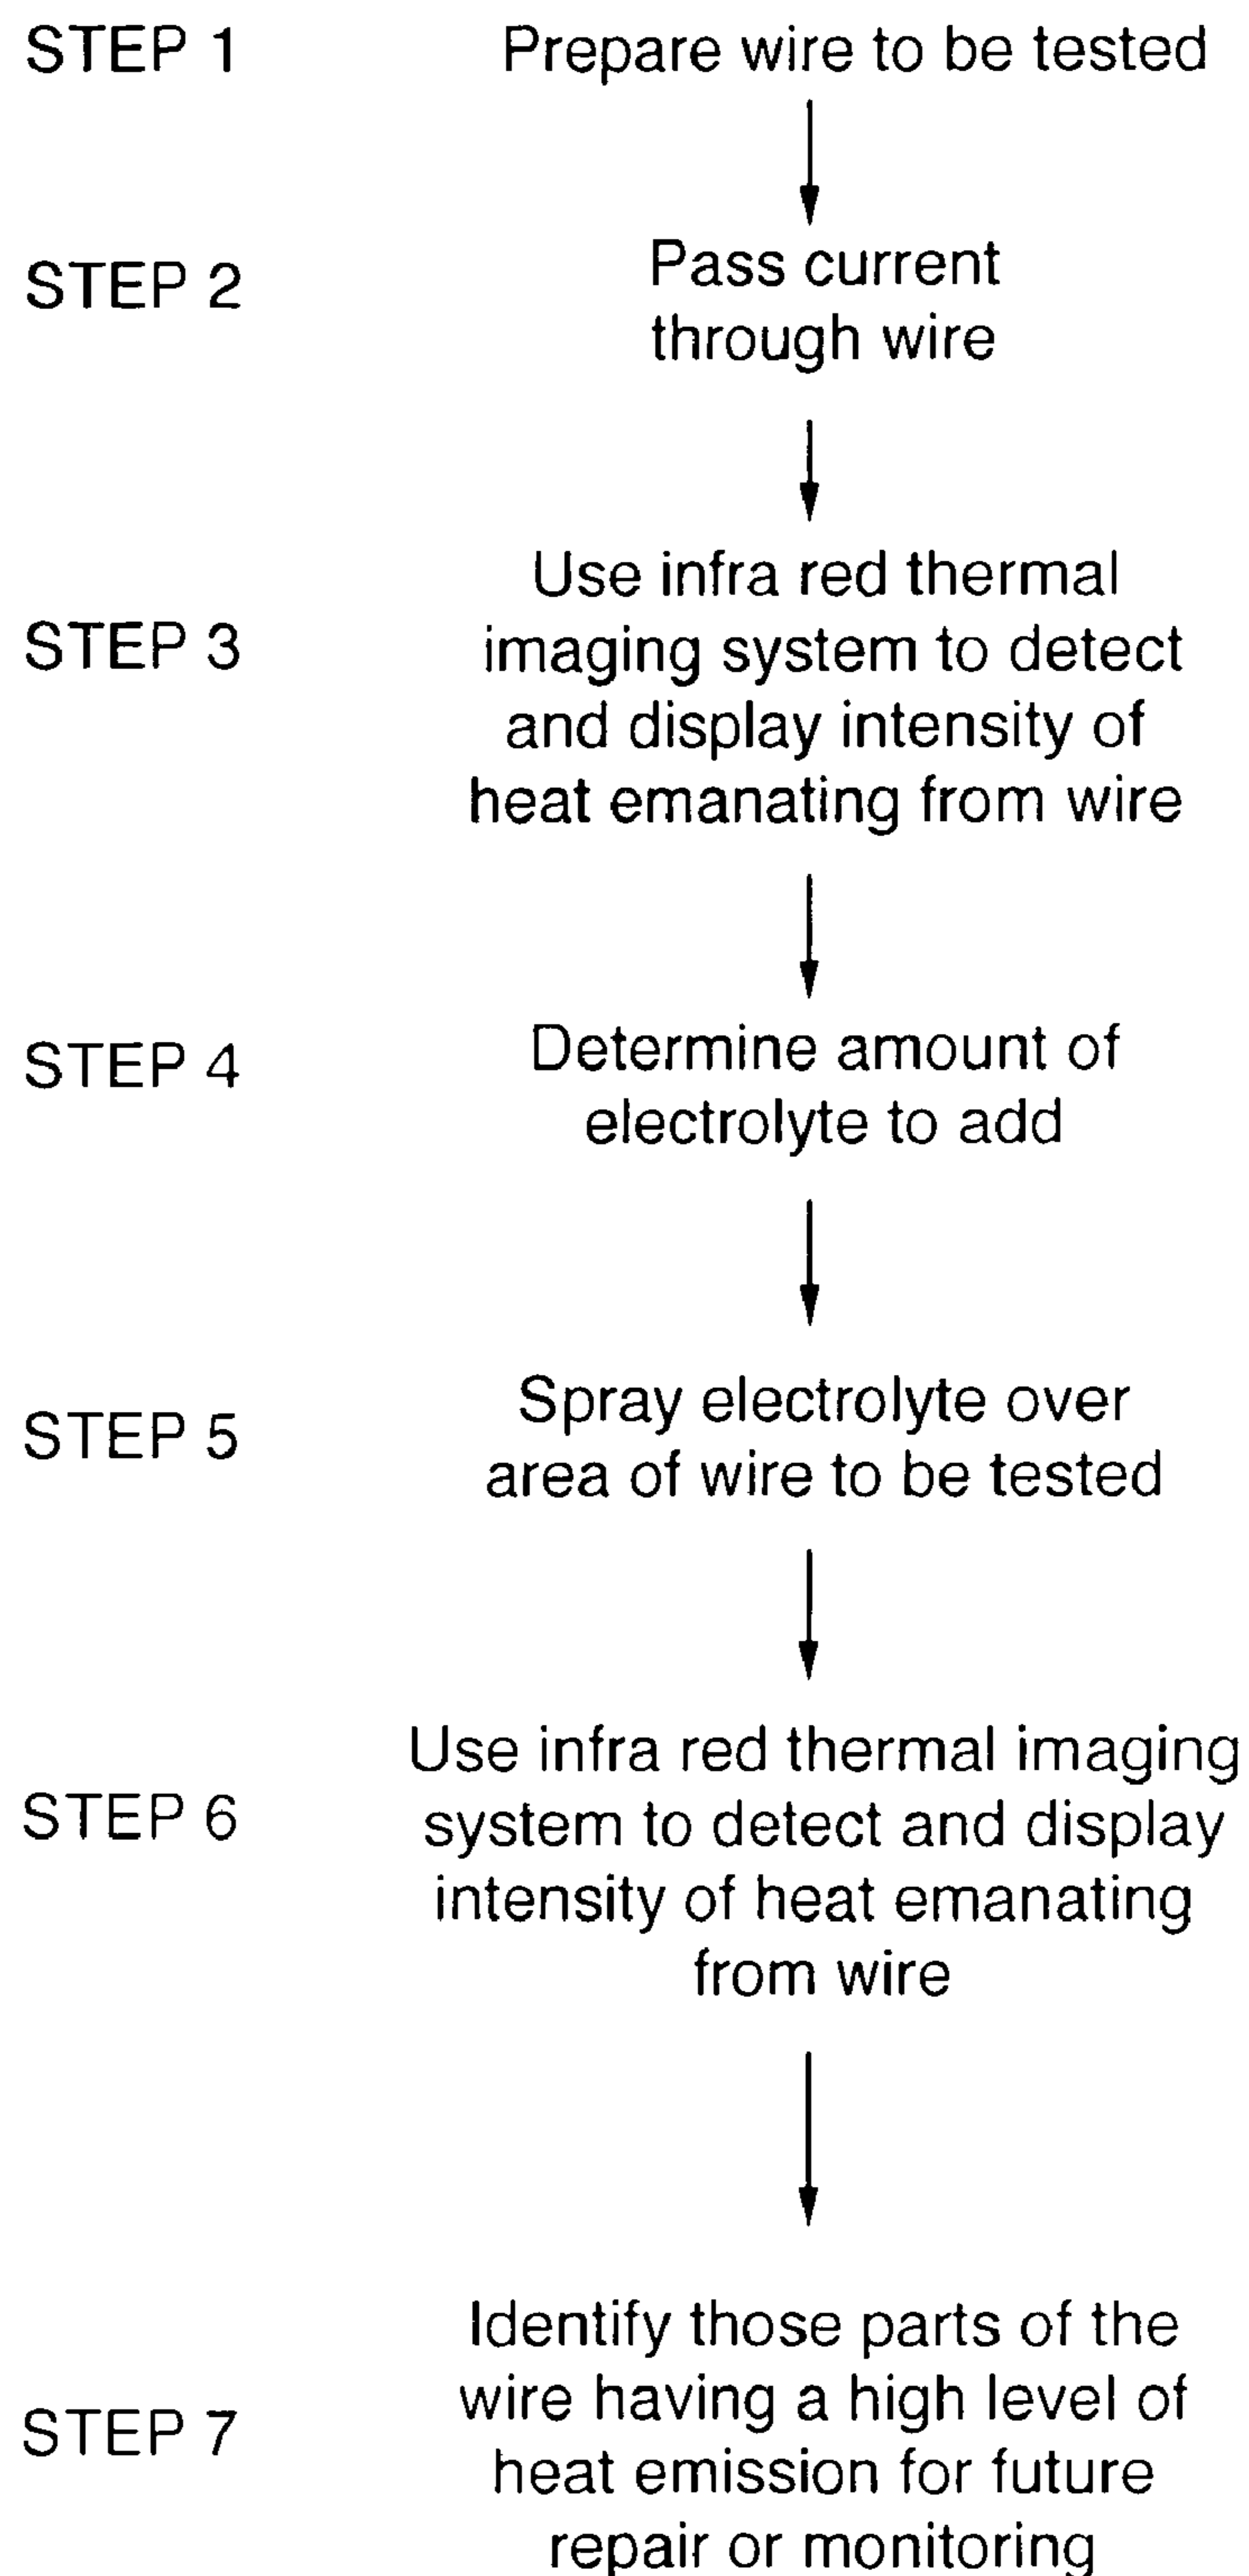 STEP 1
Prepare wire to be tested
STEP 2
Pass current
through wire
STEP 3
Use infra red thermal
imaging system to detect
and display intensity of
heat emanating from wire
STEP 4
Determine amount of
electrolyte to add
STEP 5
Spray electrolyte over
area of wire to be tested
STEP 6
Use infra red thermal imaging
system to detect and display
intensity of heat emanating
from wire
STEP 7
Identify those parts of the
wire having a high level of
heat emission for future
repair or monitoring